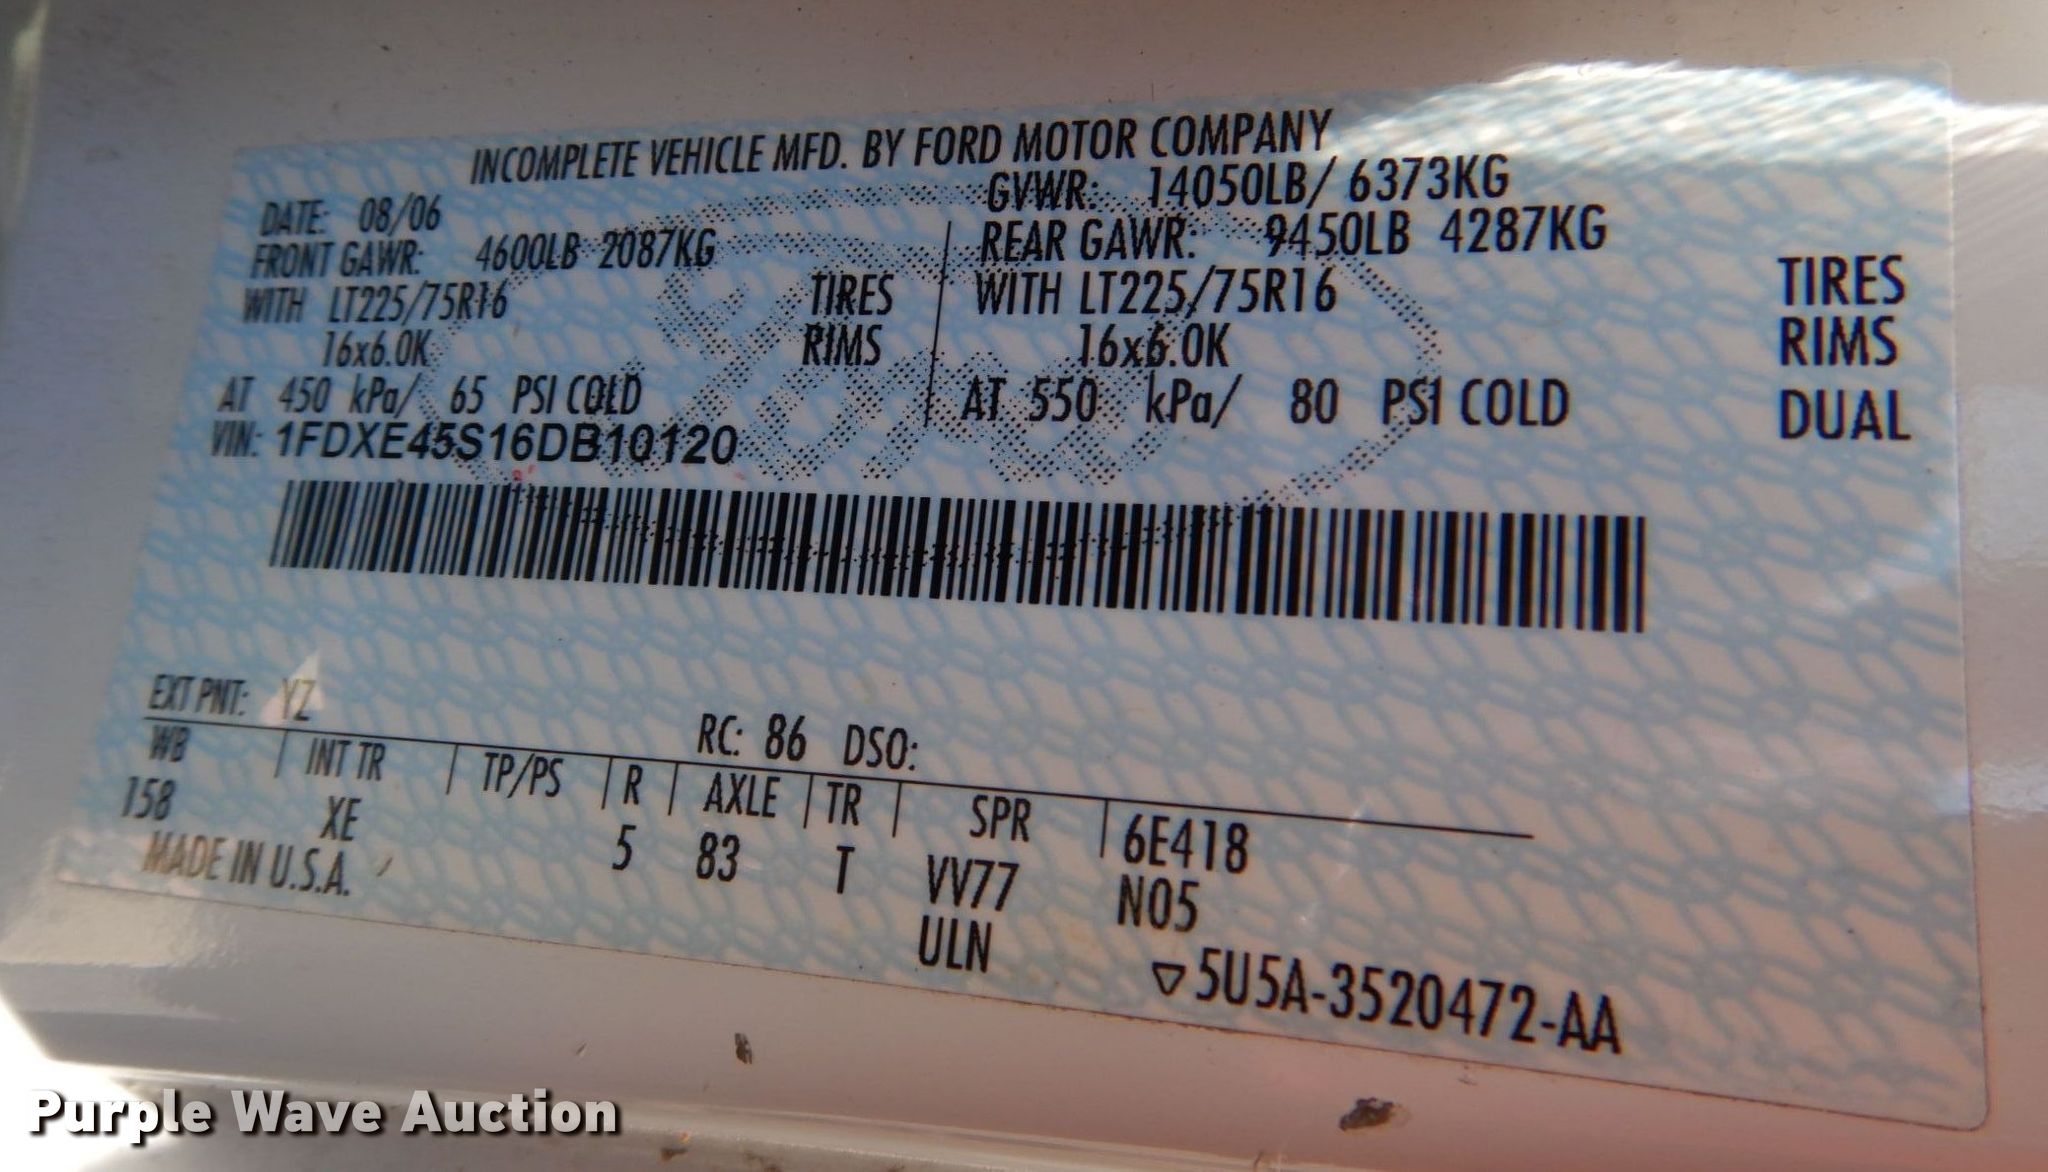 INCOMPLETE VEHICLE MFD. BY FORD MOTOR COMPANY
DATE: 08/06 GVWR: 14050LB/ 6373KG
FRONT GAWR: 4600LB 2087KG REAR GAWR: 9450LB 4287KG
WITH LT225/75R16 TIRES WITH LT225/75R16 TIRES
16x6.0K RIMS 16x6.0K RIMS
AT 450 kPa/ 65 PSI COLD AT 550 kPa/ 80 PSI COLD DUAL
VIN: 1FDXE45S16DB10120
EXT PNT: YZ RC: 86 DSO:
WB INT TR TP/PS R AXLE TR SPR 6E418
158 XE 5 83 T VV77 N05
MADE IN U.S.A. ULN
▽5U5A-3520472-AA
Purple Wave Auction